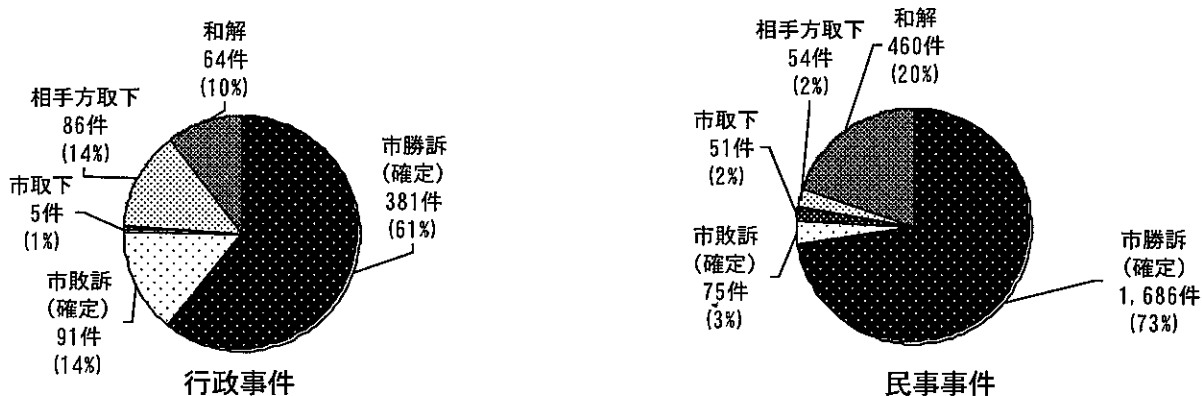 和解
64件
(10%)
相手方取下
86件
(14%)
市取下
5件
(1%)
市敗訴
(確定)
91件
(14%)
市勝訴
(確定)
381件
(61%)
行政事件
和解
460件
(20%)
相手方取下
54件
(2%)
市取下
51件
(2%)
市敗訴
(確定)
75件
(3%)
市勝訴
(確定)
1,686件
(73%)
民事事件